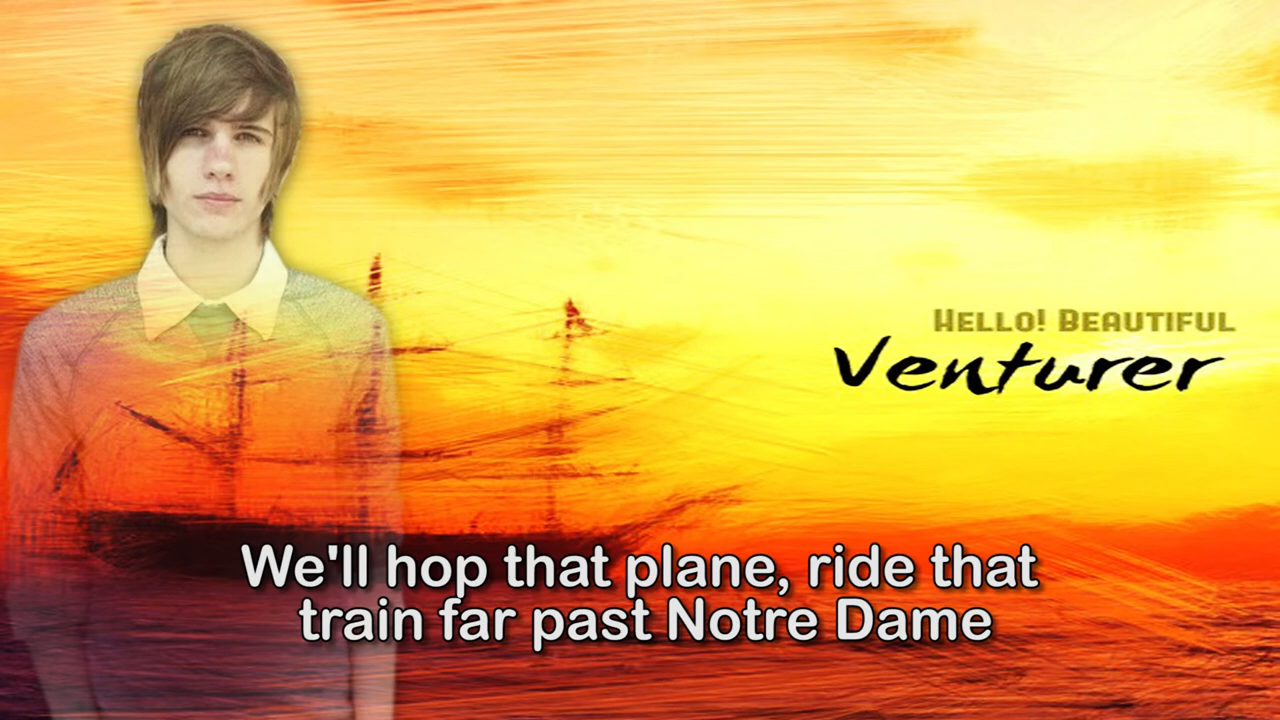 Hello! Beautiful
Venturer
We'll hop that plane, ride that
train far past Notre Dame